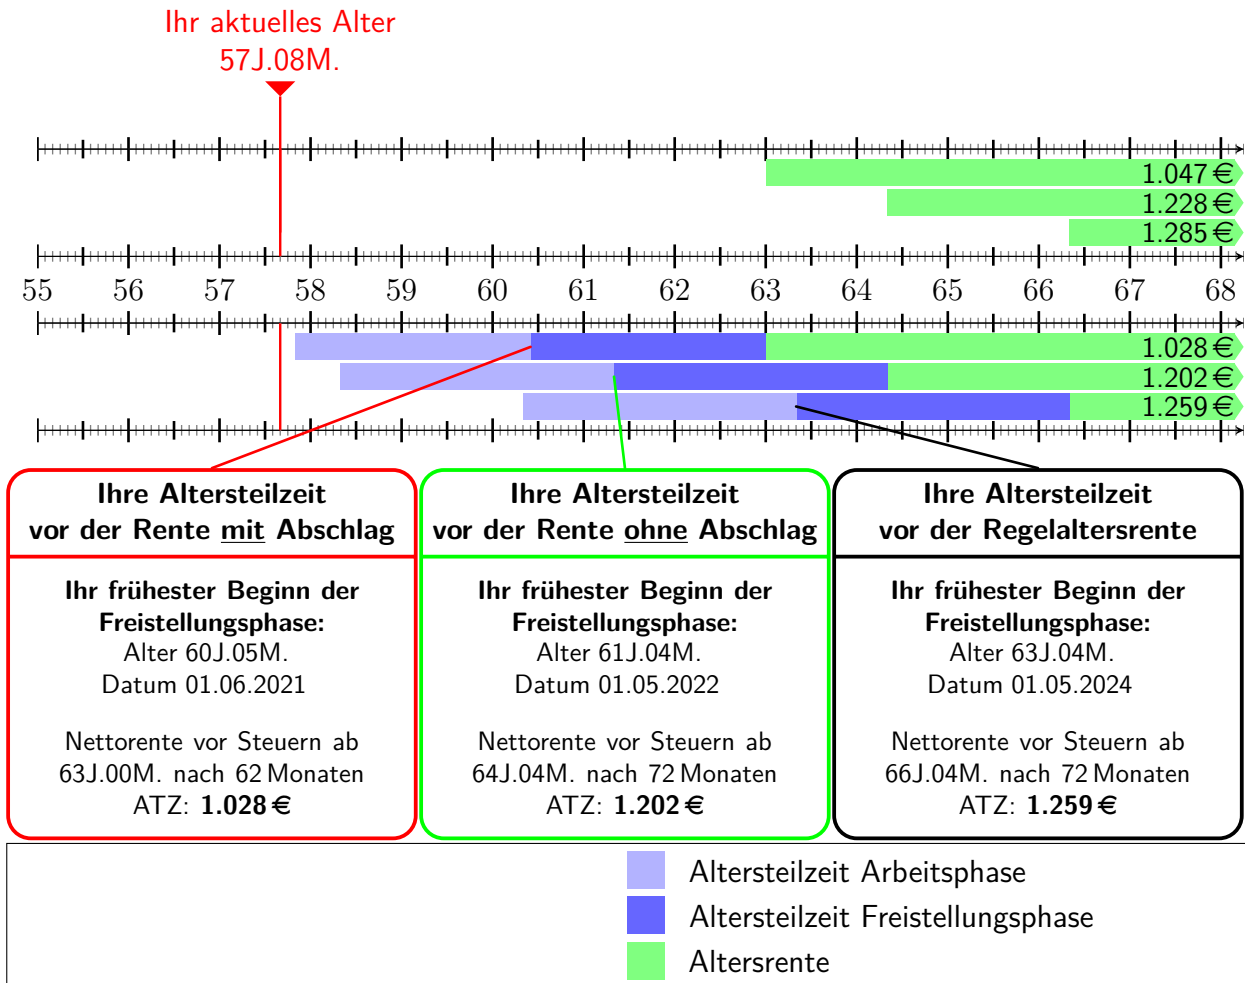 Ihr aktuelles Alter
57J.08M.
1.047 €
1.228 €
1.285 €
55 56 57 58 59 60 61 62 63 64 65 66 67 68
1.028 €
1.202 €
1.259 €
Ihre Altersteilzeit
vor der Rente mit Abschlag
Ihr frühester Beginn der
Freistellungsphase:
Alter 60J.05M.
Datum 01.06.2021
Nettorente vor Steuern ab
63J.00M. nach 62 Monaten
ATZ: 1.028 €
Ihre Altersteilzeit
vor der Rente ohne Abschlag
Ihr frühester Beginn der
Freistellungsphase:
Alter 61J.04M.
Datum 01.05.2022
Nettorente vor Steuern ab
64J.04M. nach 72 Monaten
ATZ: 1.202 €
Ihre Altersteilzeit
vor der Regelaltersrente
Ihr frühester Beginn der
Freistellungsphase:
Alter 63J.04M.
Datum 01.05.2024
Nettorente vor Steuern ab
66J.04M. nach 72 Monaten
ATZ: 1.259 €
Altersteilzeit Arbeitsphase
Altersteilzeit Freistellungsphase
Altersrente